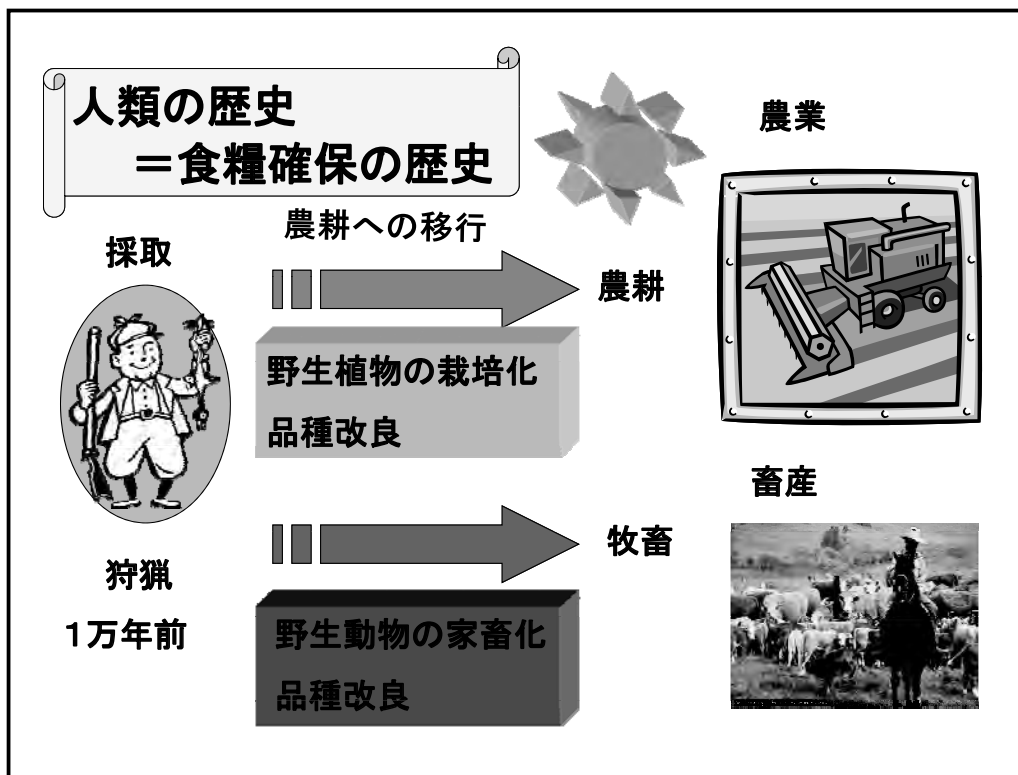 人類の歴史
＝食糧確保の歴史
農業
農耕への移行
採取
農耕
野生植物の栽培化
品種改良
畜産
牧畜
狩猟
1万年前
野生動物の家畜化
品種改良